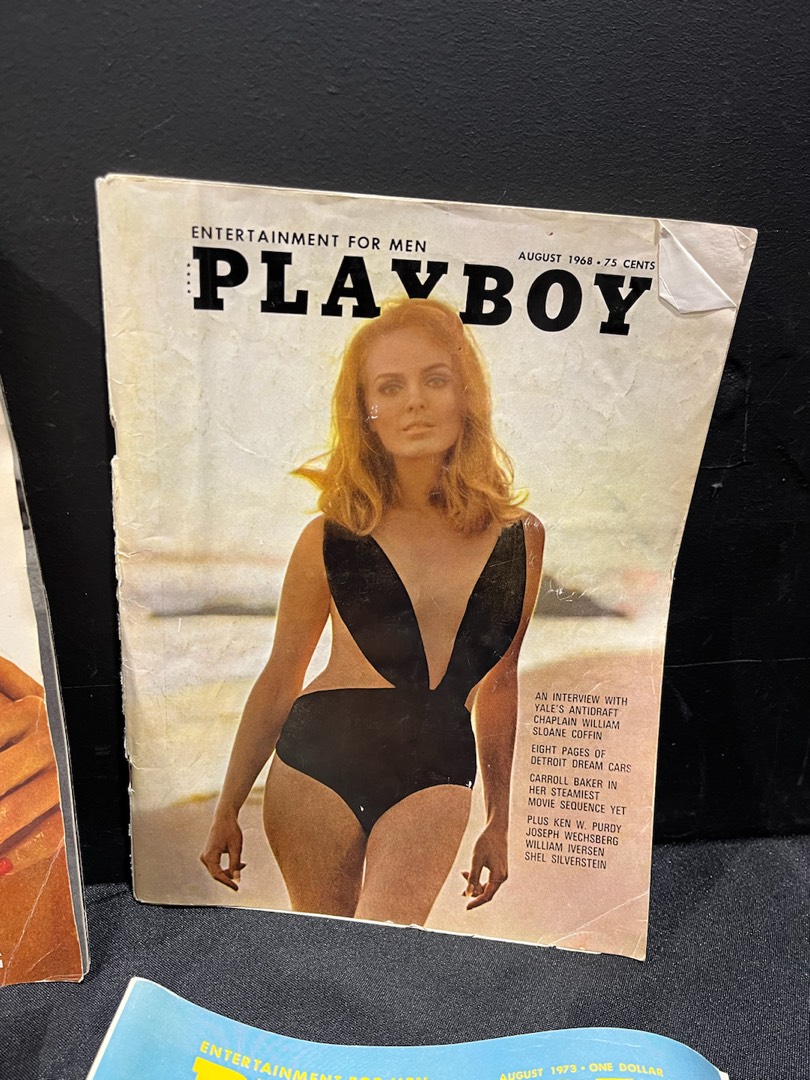 ENTERTAINMENT FOR MEN
AUGUST 1968 • 75 CENTS
PLAYBOY
AN INTERVIEW WITH
YALE'S ANTIDRAFT
CHAPLAIN WILLIAM
SLOANE COFFIN
EIGHT PAGES OF
DETROIT DREAM CARS
CARROLL BAKER IN
HER STEAMIEST
MOVIE SEQUENCE YET
PLUS KEN W. PURDY
JOSEPH WECHSBERG
WILLIAM IVERSEN
SHEL SILVERSTEIN
ENTERTAINMENT FOR MEN
AUGUST 1973 • ONE DOLLAR